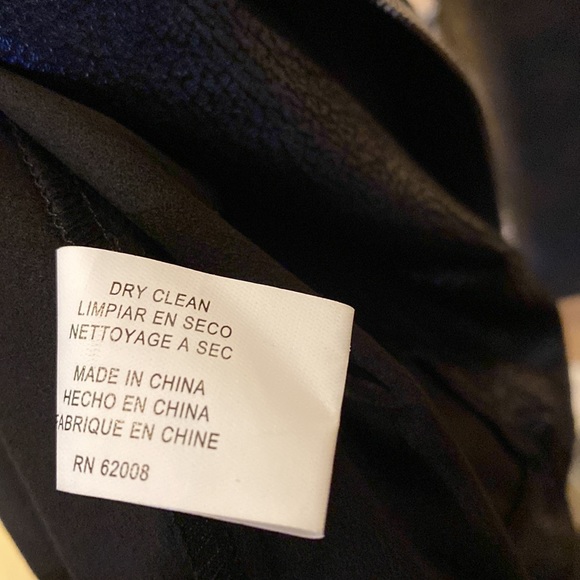 DRY CLEAN
LIMPIAR EN SECO
NETTOYAGE A SEC
MADE IN CHINA
HECHO EN CHINA
FABRIQUE EN CHINE
RN 62008